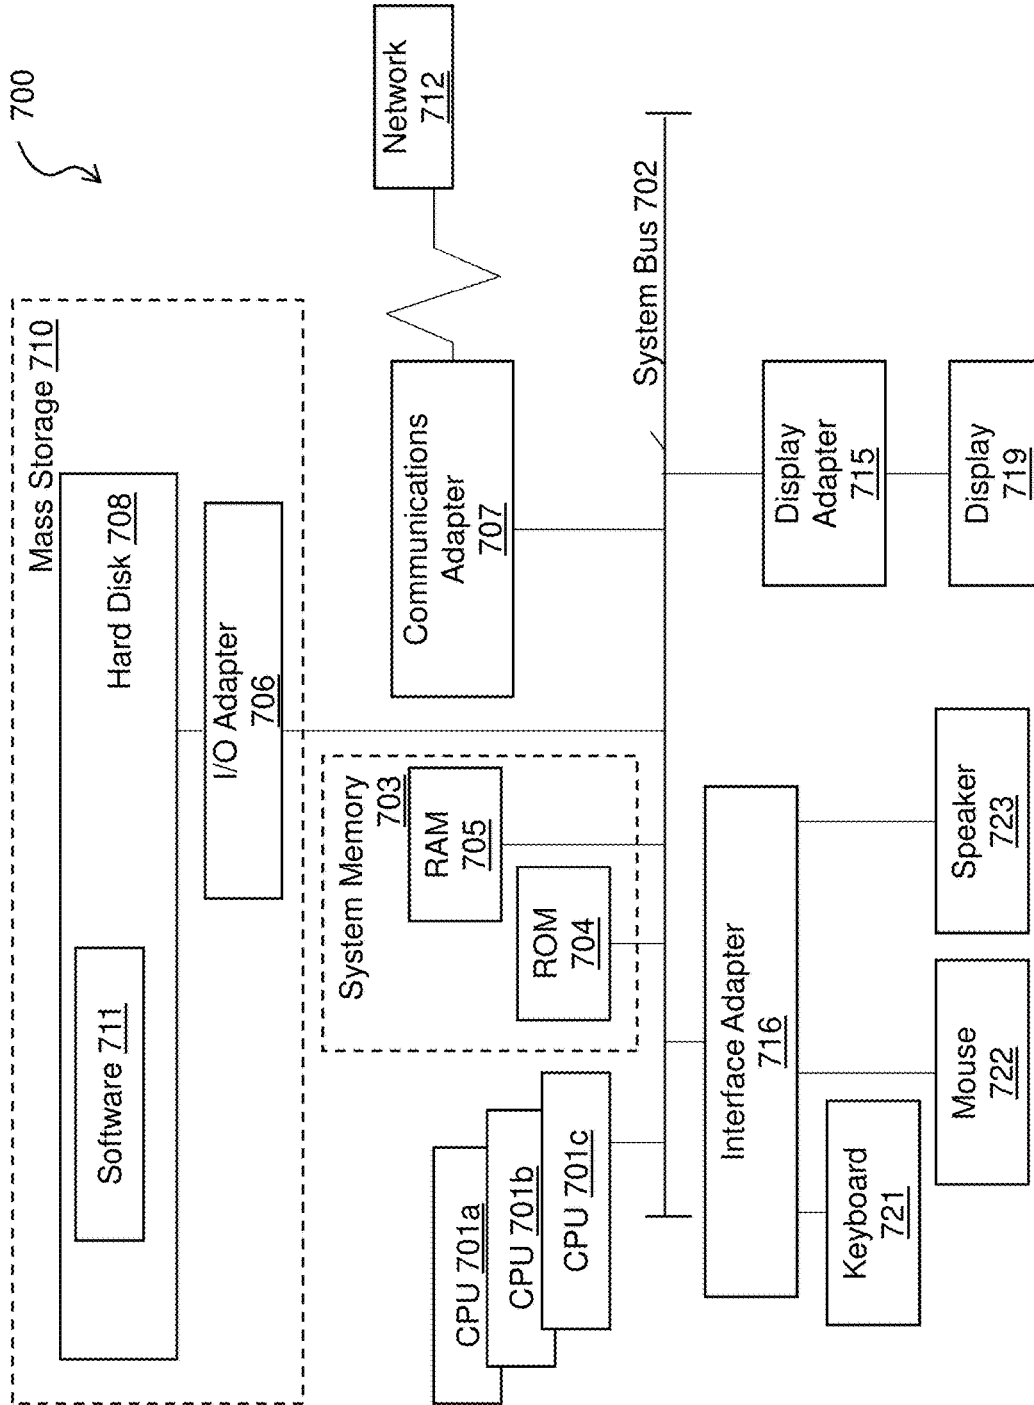 700
Mass Storage 710
Hard Disk 708
Software 711
I/O Adapter
706
Network
712
Communications
Adapter
707
System Memory
703
RAM
705
ROM
704
CPU 701a
CPU 701b
CPU 701c
System Bus 702
Interface Adapter
716
Display
Adapter
715
Keyboard
721
Mouse
722
Speaker
723
Display
719